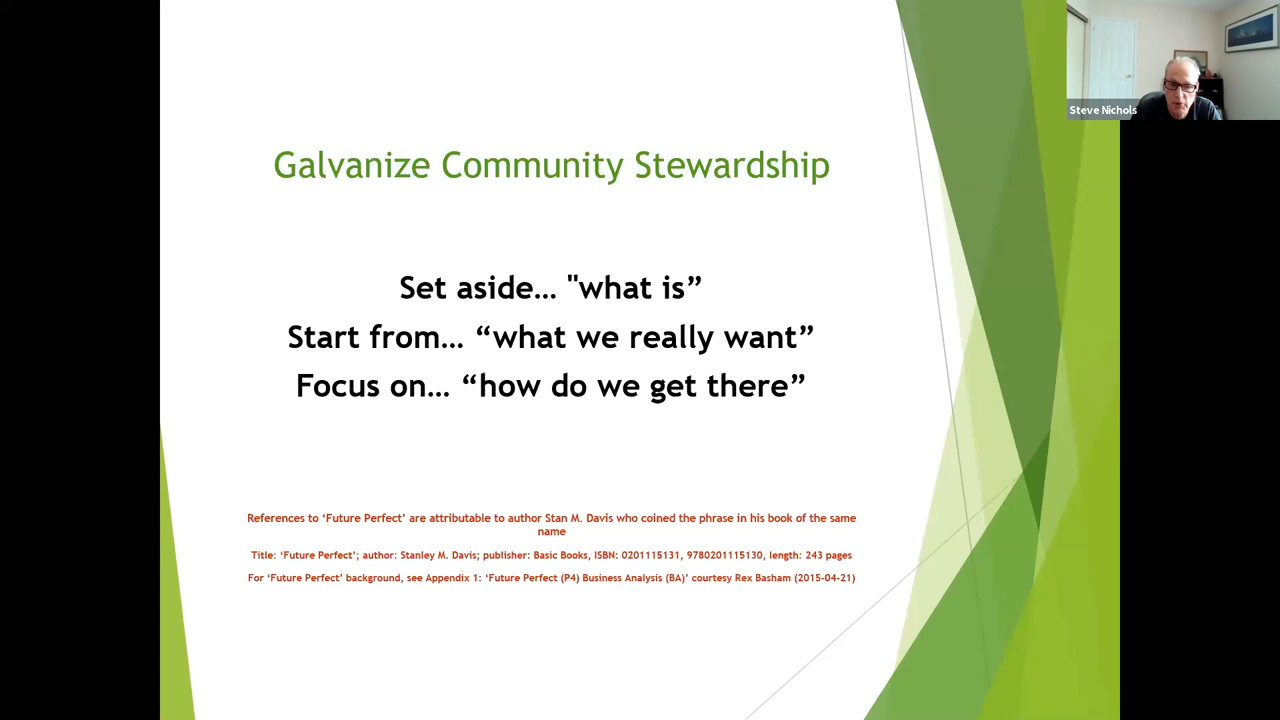 Galvanize Community Stewardship
Set aside… "what is”
Start from… “what we really want”
Focus on… “how do we get there”
References to ‘Future Perfect’ are attributable to author Stan M. Davis who coined the phrase in his book of the same
name
Title: ‘Future Perfect’; author: Stanley M. Davis; publisher: Basic Books, ISBN: 0201115131, 9780201115130, length: 243 pages
For ‘Future Perfect’ background, see Appendix 1: ‘Future Perfect (P4) Business Analysis (BA)’ courtesy Rex Basham (2015-04-21)
Steve Nichols